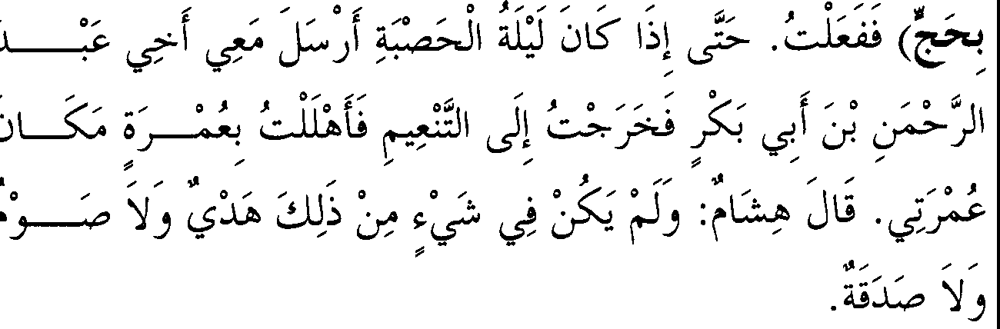 بِحَجٍّ) فَفَعَلْتُ. حَتَّى إِذَا كَانَ لَيْلَةُ الْحَصْبَةِ أَرْسَلَ مَعِي أَخِي عَبْـــدَ
الرَّحْمَنِ بْنَ أَبِي بَكْرٍ فَخَرَجْتُ إِلَى التَّنْعِيمِ فَأَهْلَلْتُ بِعُمْـــرَةٍ مَكَـــانَ
عُمْرَتِي. قَالَ هِشَامٌ: وَلَمْ يَكُنْ فِي شَيْءٍ مِنْ ذَلِكَ هَدْيٌ وَلاَ صَـــوْمٌ
وَلاَ صَدَقَةٌ.